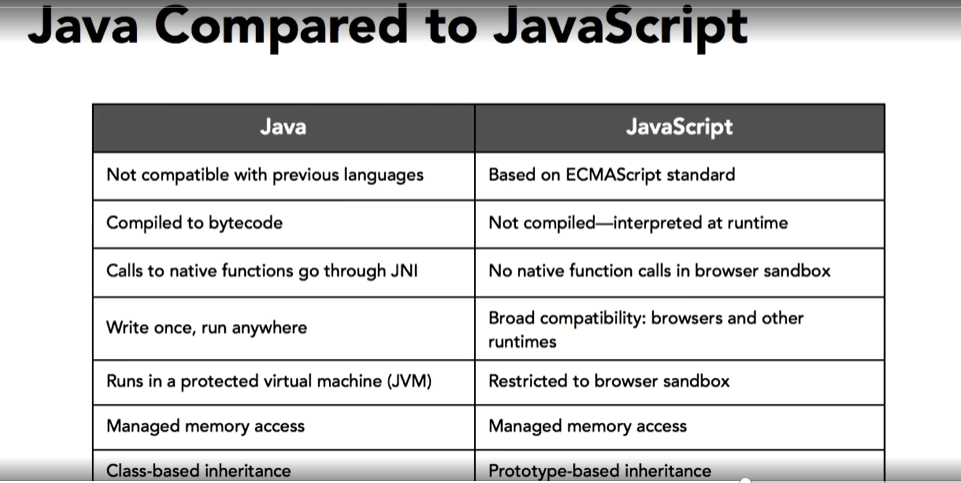 Java Compared to JavaScript
Java
JavaScript
Not compatible with previous languages
Based on ECMAScript standard
Compiled to bytecode
Not compiled—interpreted at runtime
Calls to native functions go through JNI
No native function calls in browser sandbox
Write once, run anywhere
Broad compatibility: browsers and other
runtimes
Runs in a protected virtual machine (JVM)
Restricted to browser sandbox
Managed memory access
Managed memory access
Class-based inheritance
Prototype-based inheritance